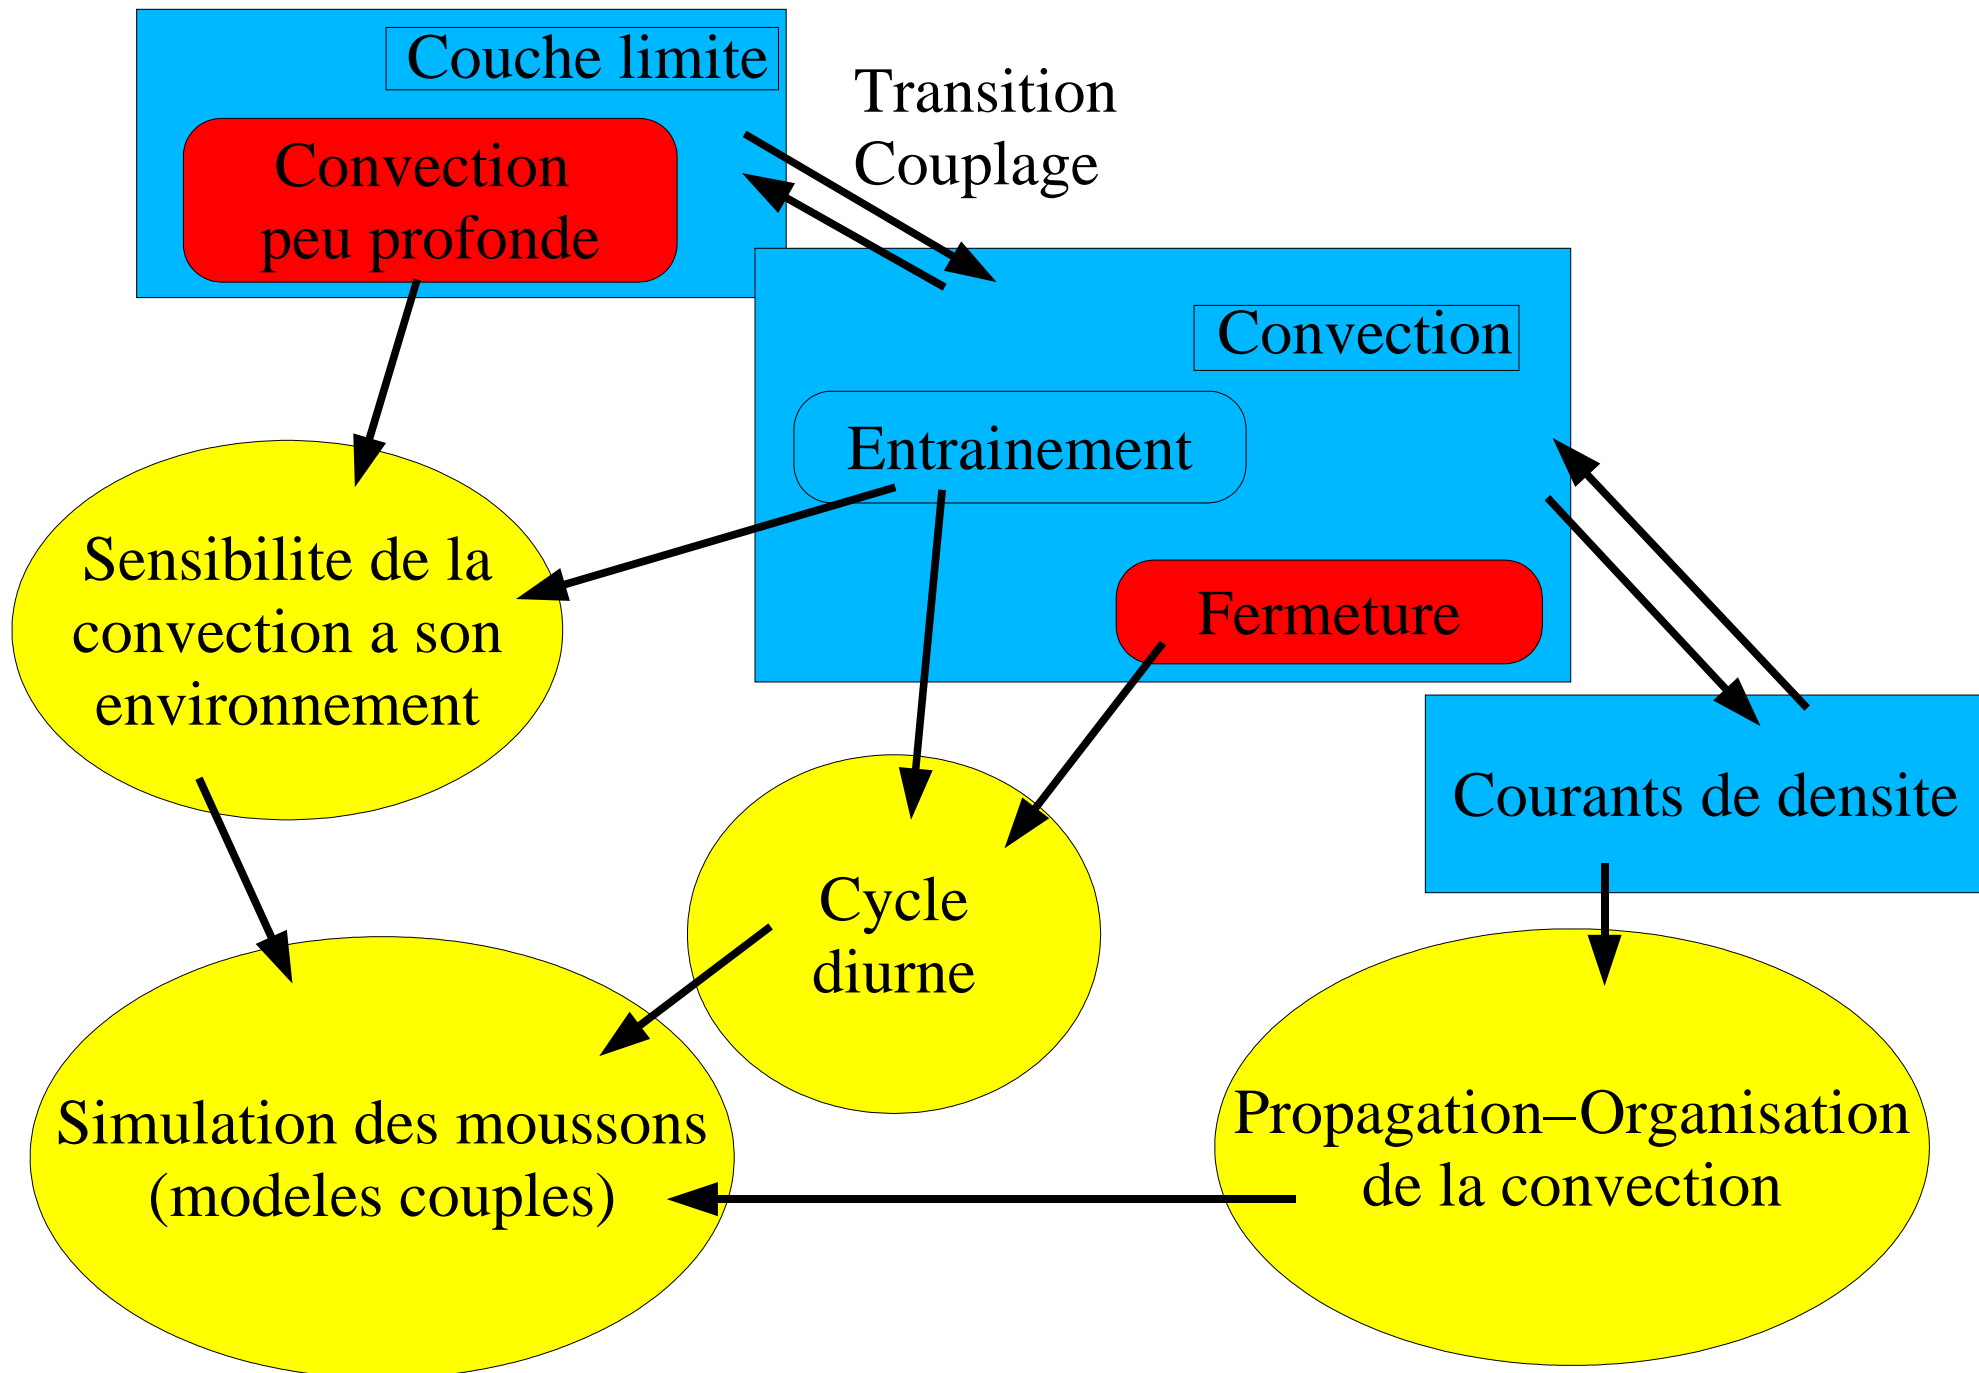 Couche limite
Transition
Couplage
Convection
peu profonde
Convection
Entrainement
Fermeture
Sensibilite de la
convection a son
environnement
Courants de densite
Cycle
diurne
Simulation des moussons
(modeles couples)
Propagation–Organisation
de la convection